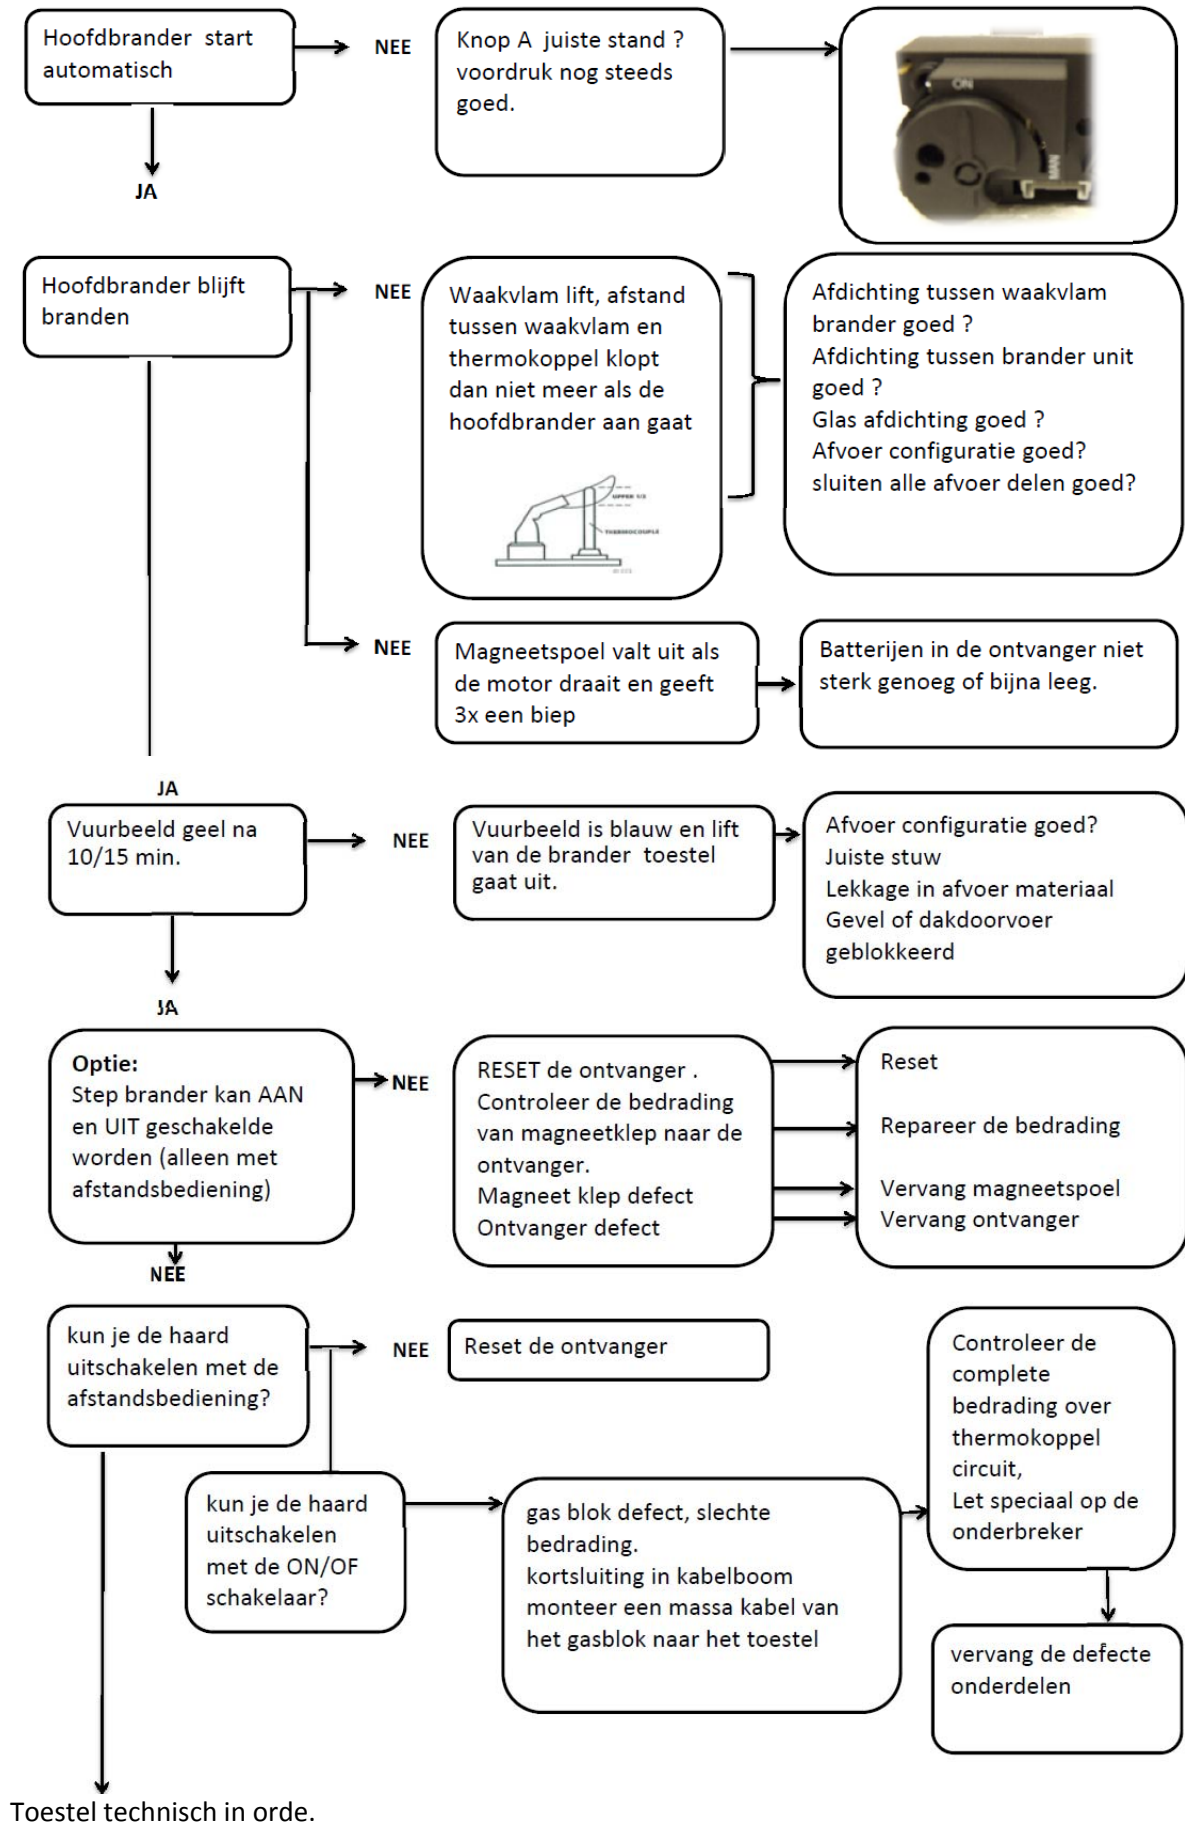 Hoofdbrander start
automatisch
NEE
Knop A juiste stand ?
voordruk nog steeds
goed.
ON
MAN
JA
Hoofdbrander blijft
branden
NEE
Waakvlam lift, afstand
tussen waakvlam en
thermokoppel klopt
dan niet meer als de
hoofdbrander aan gaat
UPPER 1/2
THERMOCOUPLE
Afdichting tussen waakvlam
brander goed ?
Afdichting tussen brander unit
goed ?
Glas afdichting goed ?
Afvoer configuratie goed?
sluiten alle afvoer delen goed?
NEE
Magneetspoel valt uit als
de motor draait en geeft
3x een biep
Batterijen in de ontvanger niet
sterk genoeg of bijna leeg.
JA
Vuurbeeld geel na
10/15 min.
NEE
Vuurbeeld is blauw en lift
van de brander toestel
gaat uit.
Afvoer configuratie goed?
Juiste stuw
Lekkage in afvoer materiaal
Gevel of dakdoorvoer
geblokkeerd
JA
Optie:
Step brander kan AAN
en UIT geschakelde
worden (alleen met
afstandsbediening)
NEE
RESET de ontvanger .
Controleer de bedrading
van magneetklep naar de
ontvanger.
Magneet klep defect
Ontvanger defect
Reset
Repareer de bedrading
Vervang magneetspoel
Vervang ontvanger
NEE
kun je de haard
uitschakelen met de
afstandsbediening?
NEE
Reset de ontvanger
kun je de haard
uitschakelen
met de ON/OF
schakelaar?
gas blok defect, slechte
bedrading.
kortsluiting in kabelboom
monteer een massa kabel van
het gasblok naar het toestel
Controleer de
complete
bedrading over
thermokoppel
circuit,
Let speciaal op de
onderbreker
vervang de defecte
onderdelen
Toestel technisch in orde.